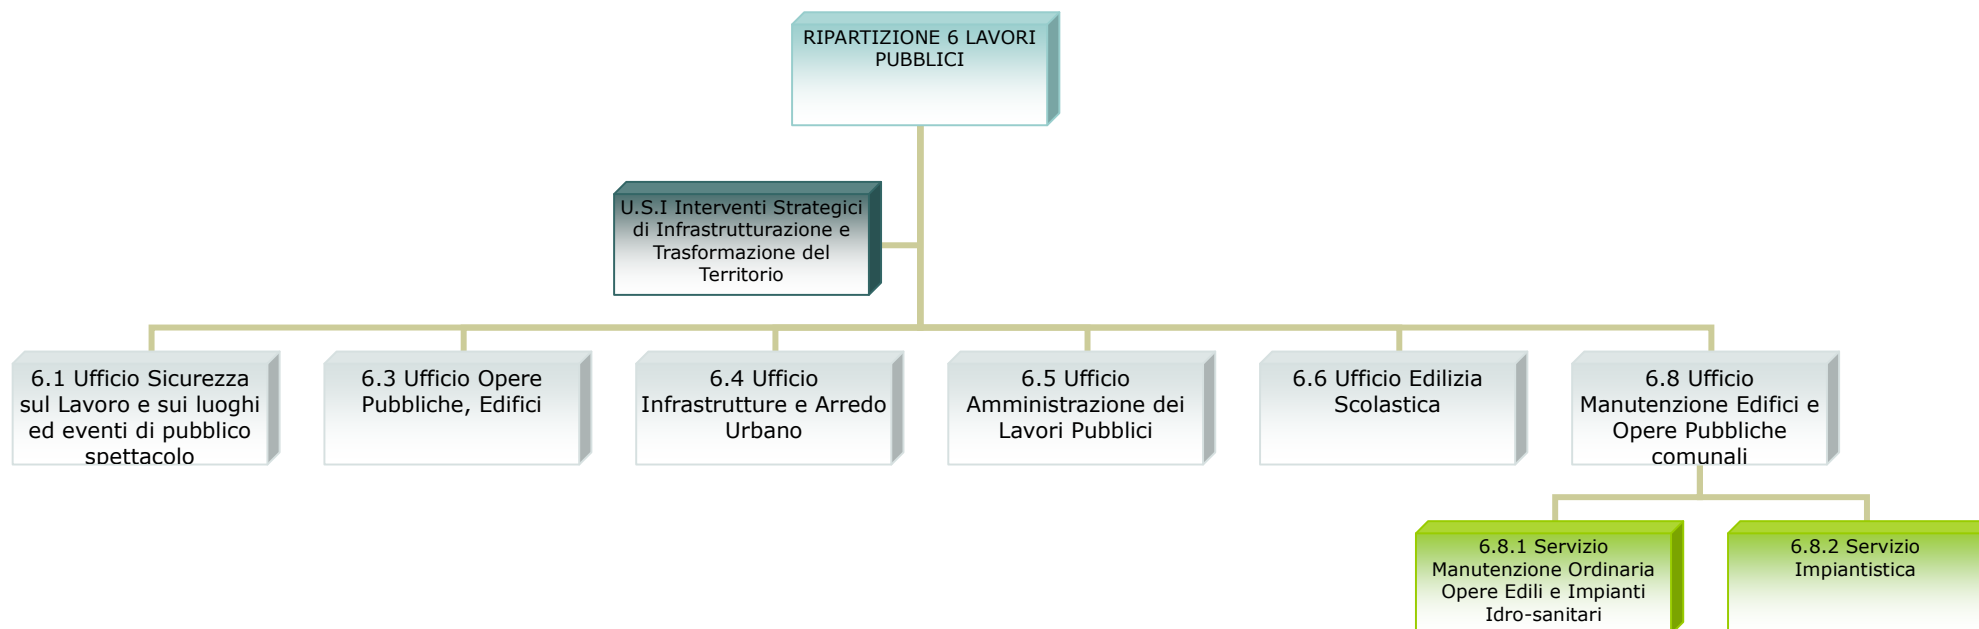 RIPARTIZIONE 6 LAVORI
PUBBLICI
U.S.I Interventi Strategici
di Infrastrutturazione e
Trasformazione del
Territorio
6.1 Ufficio Sicurezza
sul Lavoro e sui luoghi
ed eventi di pubblico
spettacolo
6.3 Ufficio Opere
Pubbliche, Edifici
6.4 Ufficio
Infrastrutture e Arredo
Urbano
6.5 Ufficio
Amministrazione dei
Lavori Pubblici
6.6 Ufficio Edilizia
Scolastica
6.8 Ufficio
Manutenzione Edifici e
Opere Pubbliche
comunali
6.8.1 Servizio
Manutenzione Ordinaria
Opere Edili e Impianti
Idro-sanitari
6.8.2 Servizio
Impiantistica